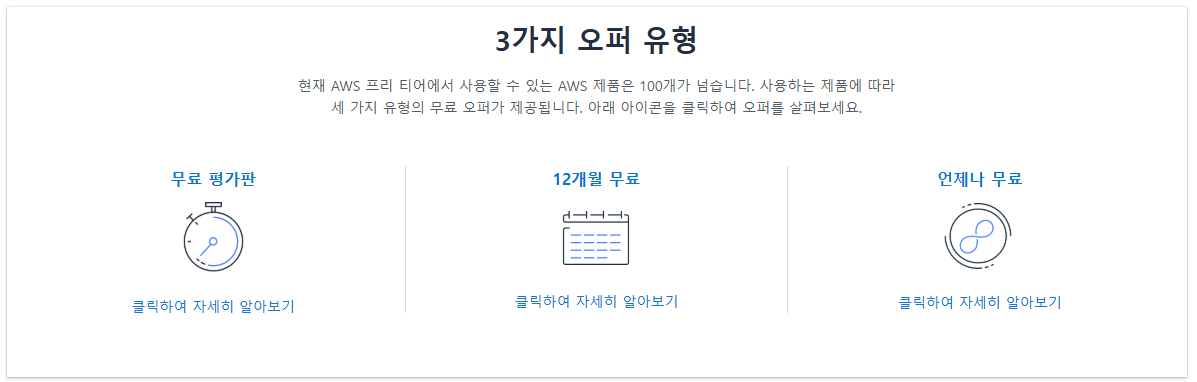 3가지 오퍼 유형
현재 AWS 프리 티어에서 사용할 수 있는 AWS 제품은 100개가 넘습니다. 사용하는 제품에 따라
세 가지 유형의 무료 오퍼가 제공됩니다. 아래 아이콘을 클릭하여 오퍼를 살펴보세요.
무료 평가판
클릭하여 자세히 알아보기
12개월 무료
클릭하여 자세히 알아보기
언제나 무료
클릭하여 자세히 알아보기